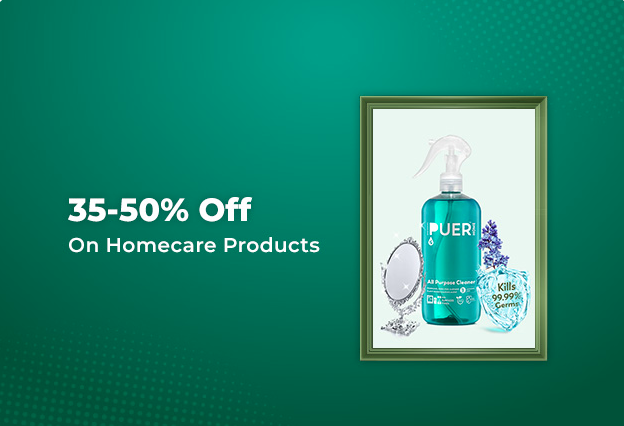 35-50% Off
On Homecare Products
PUER
All Purpose Cleaner
Kills
99.99%
Germs